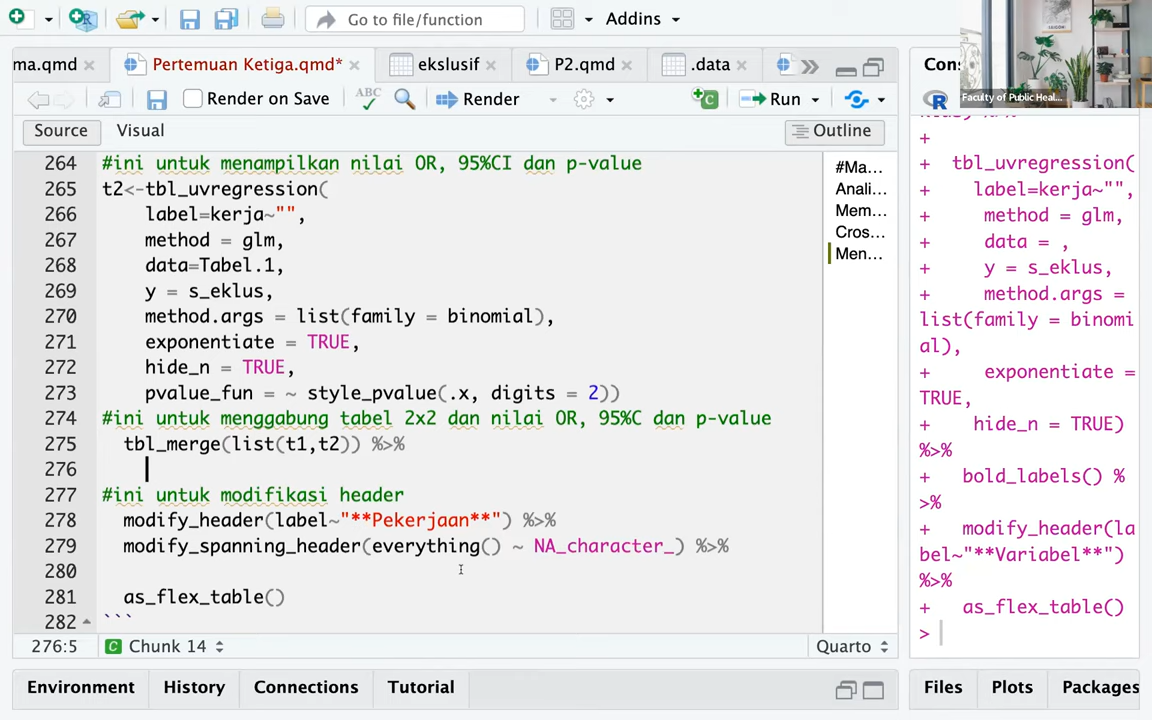 Go to file/function
Addins
ma.qmd
Pertemuan Ketiga.qmd*
ekslusif
P2.qmd
.data
Render on Save
ABC
Render
Run
Source
Visual
Outline
264 #ini untuk menampilkan nilai OR, 95%CI dan p-value
265 t2<-tbl_uvregression(
266 label=kerja~"",
267 method = glm,
268 data=Tabel.1,
269 y = s_eklus,
270 method.args = list(family = binomial),
271 exponentiate = TRUE,
272 hide_n = TRUE,
273 pvalue_fun = ~ style_pvalue(.x, digits = 2))
274 #ini untuk menggabung tabel 2x2 dan nilai OR, 95%C dan p-value
275 tbl_merge(list(t1,t2)) %>%
276
277 #ini untuk modifikasi header
278 modify_header(label~"**Pekerjaan**") %>%
279 modify_spanning_header(everything() ~ NA_character_) %>%
280
281 as_flex_table()
282 ```
#Ma...
Anali...
Mem...
Cros...
Men...
276:5
C Chunk 14
Quarto
Environment
History
Connections
Tutorial
Con
Faculty of Public Heal...
+
+ tbl_uvregression(
+ label=kerja~"",
+ method = glm,
+ data = ,
+ y = s_eklus,
+ method.args =
list(family = binomi
al),
+ exponentiate =
TRUE,
+ hide_n = TRUE)
%>%
+ bold_labels() %
>%
+ modify_header(la
bel~"**Variabel**")
%>%
+ as_flex_table()
>
Files
Plots
Packages